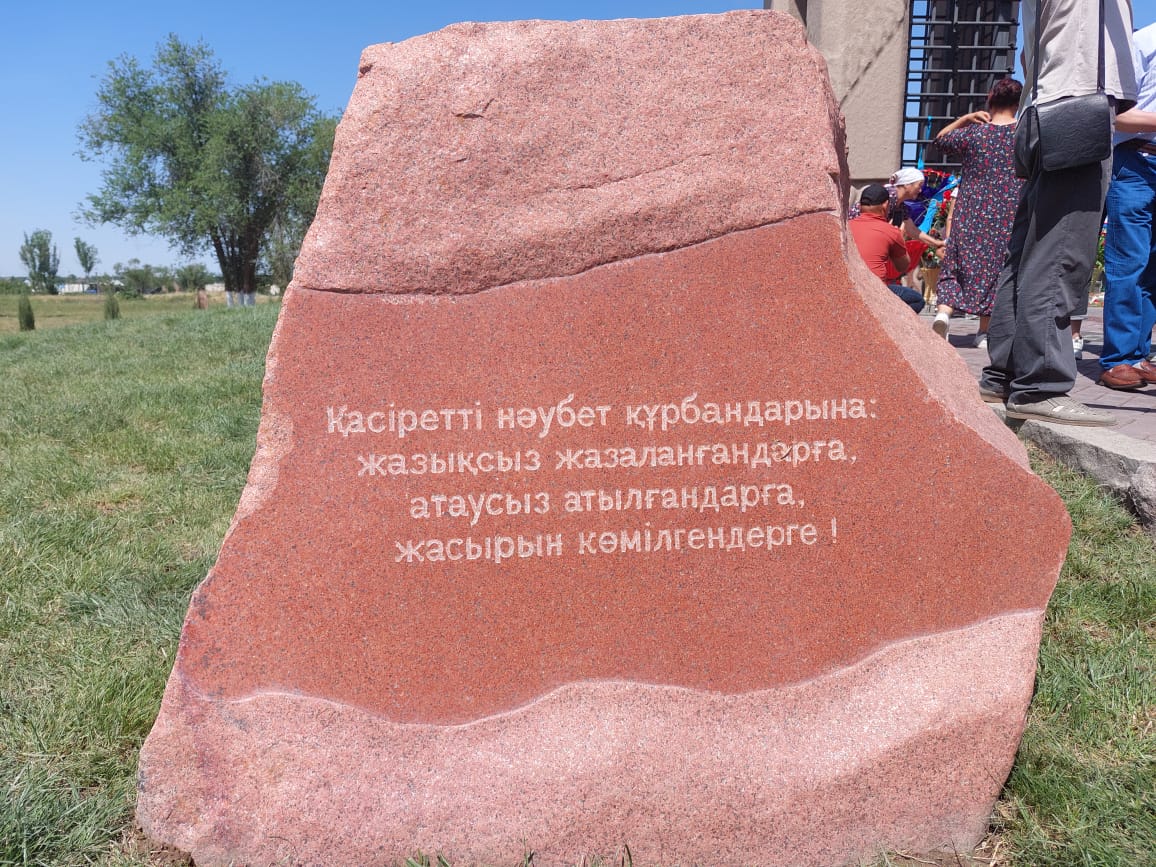 Қасіретті нәубет құрбандарына:
жазықсыз жазаланғандарға,
атаусыз атылғандарға,
жасырын көмілгендерге !